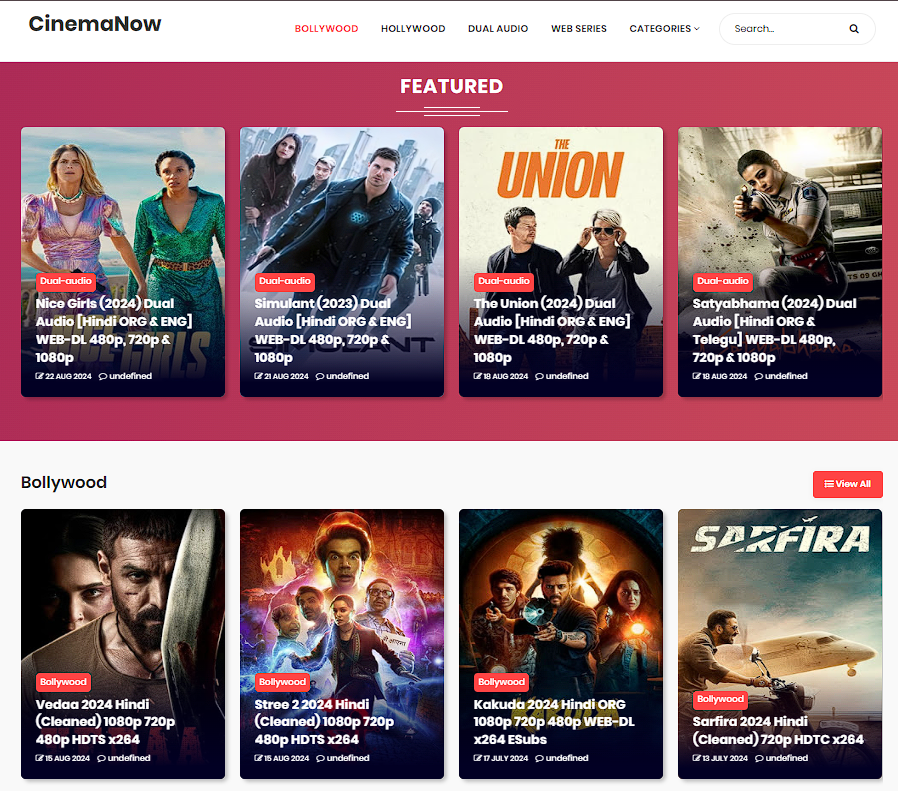 CinemaNow
BOLLYWOOD HOLLYWOOD DUAL AUDIO WEB SERIES CATEGORIES Search...
FEATURED
THE
UNION
TS 09
Dual-audio Dual-audio Dual-audio Dual-audio
Nice Girls (2024) Dual
Audio [Hindi ORG & ENG]
WEB-DL 480p, 720p &
1080p
22 AUG 2024 undefined
Simulant (2023) Dual
Audio [Hindi ORG & ENG]
WEB-DL 480p, 720p &
1080p
21 AUG 2024 undefined
The Union (2024) Dual
Audio [Hindi ORG & ENG]
WEB-DL 480p, 720p &
1080p
18 AUG 2024 undefined
Satyabhama (2024) Dual
Audio [Hindi ORG &
Telegu] WEB-DL 480p,
720p & 1080p
18 AUG 2024 undefined
Bollywood View All
SARFIRA
Bollywood
Vedaa 2024 Hindi
(Cleaned) 1080p 720p
480p HDTS x264
15 AUG 2024 undefined
Bollywood
Stree 2 2024 Hindi
(Cleaned) 1080p 720p
480p HDTS x264
15 AUG 2024 undefined
Bollywood
Kakuda 2024 Hindi ORG
1080p 720p 480p WEB-DL
x264 ESubs
17 JULY 2024 undefined
Bollywood
Sarfira 2024 Hindi
(Cleaned) 720p HDTC x264
13 JULY 2024 undefined